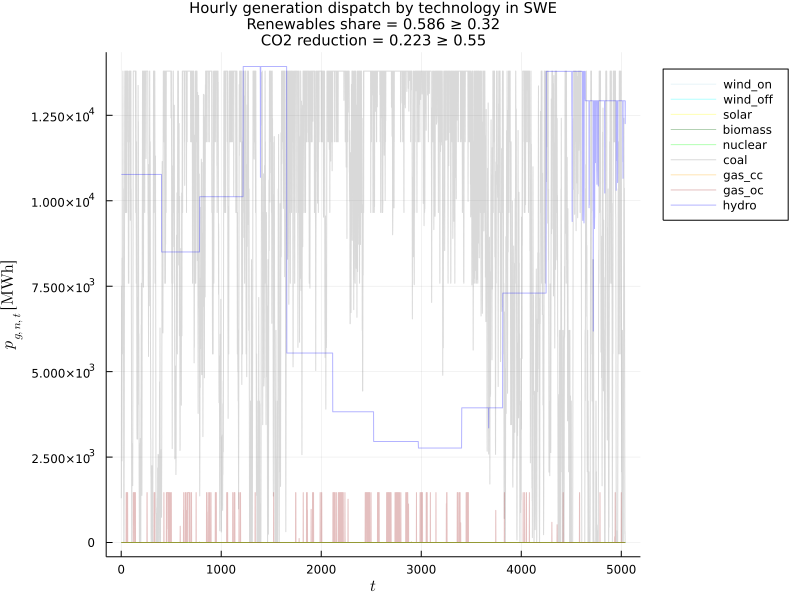 Hourly generation dispatch by technology in SWE
Renewables share = 0.586 ≥ 0.32
CO2 reduction = 0.223 ≥ 0.55
p g,n,t [MWh]
1.250×10⁴
1.000×10⁴
7.500×10³
5.000×10³
2.500×10³
0
0 1000 2000 3000 4000 5000
t
wind_on
wind_off
solar
biomass
nuclear
coal
gas_cc
gas_oc
hydro